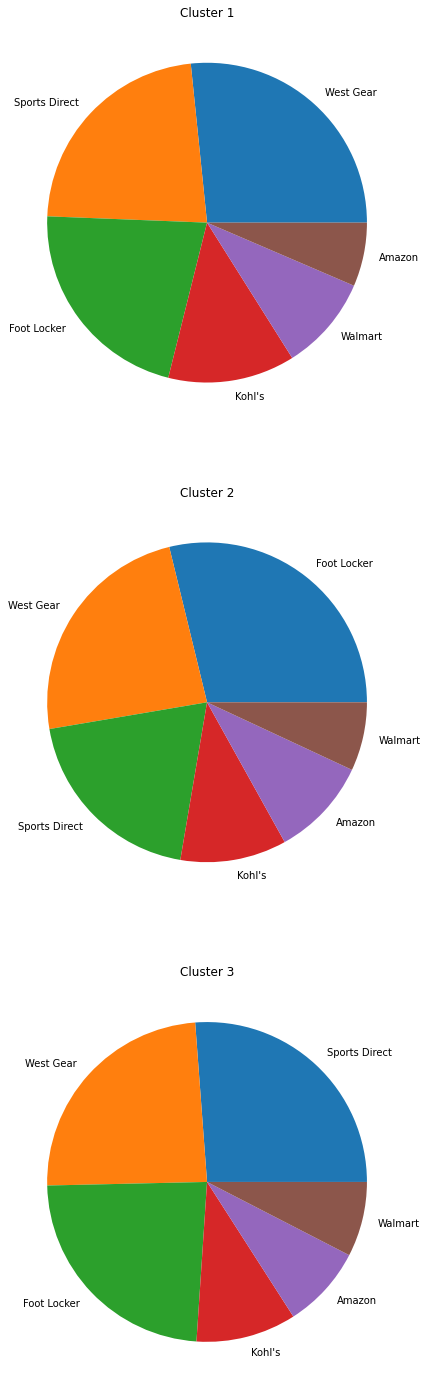 Cluster 1
West Gear
Sports Direct
Foot Locker
Kohl's
Walmart
Amazon
Cluster 2
Foot Locker
West Gear
Sports Direct
Kohl's
Amazon
Walmart
Cluster 3
Sports Direct
West Gear
Foot Locker
Kohl's
Amazon
Walmart